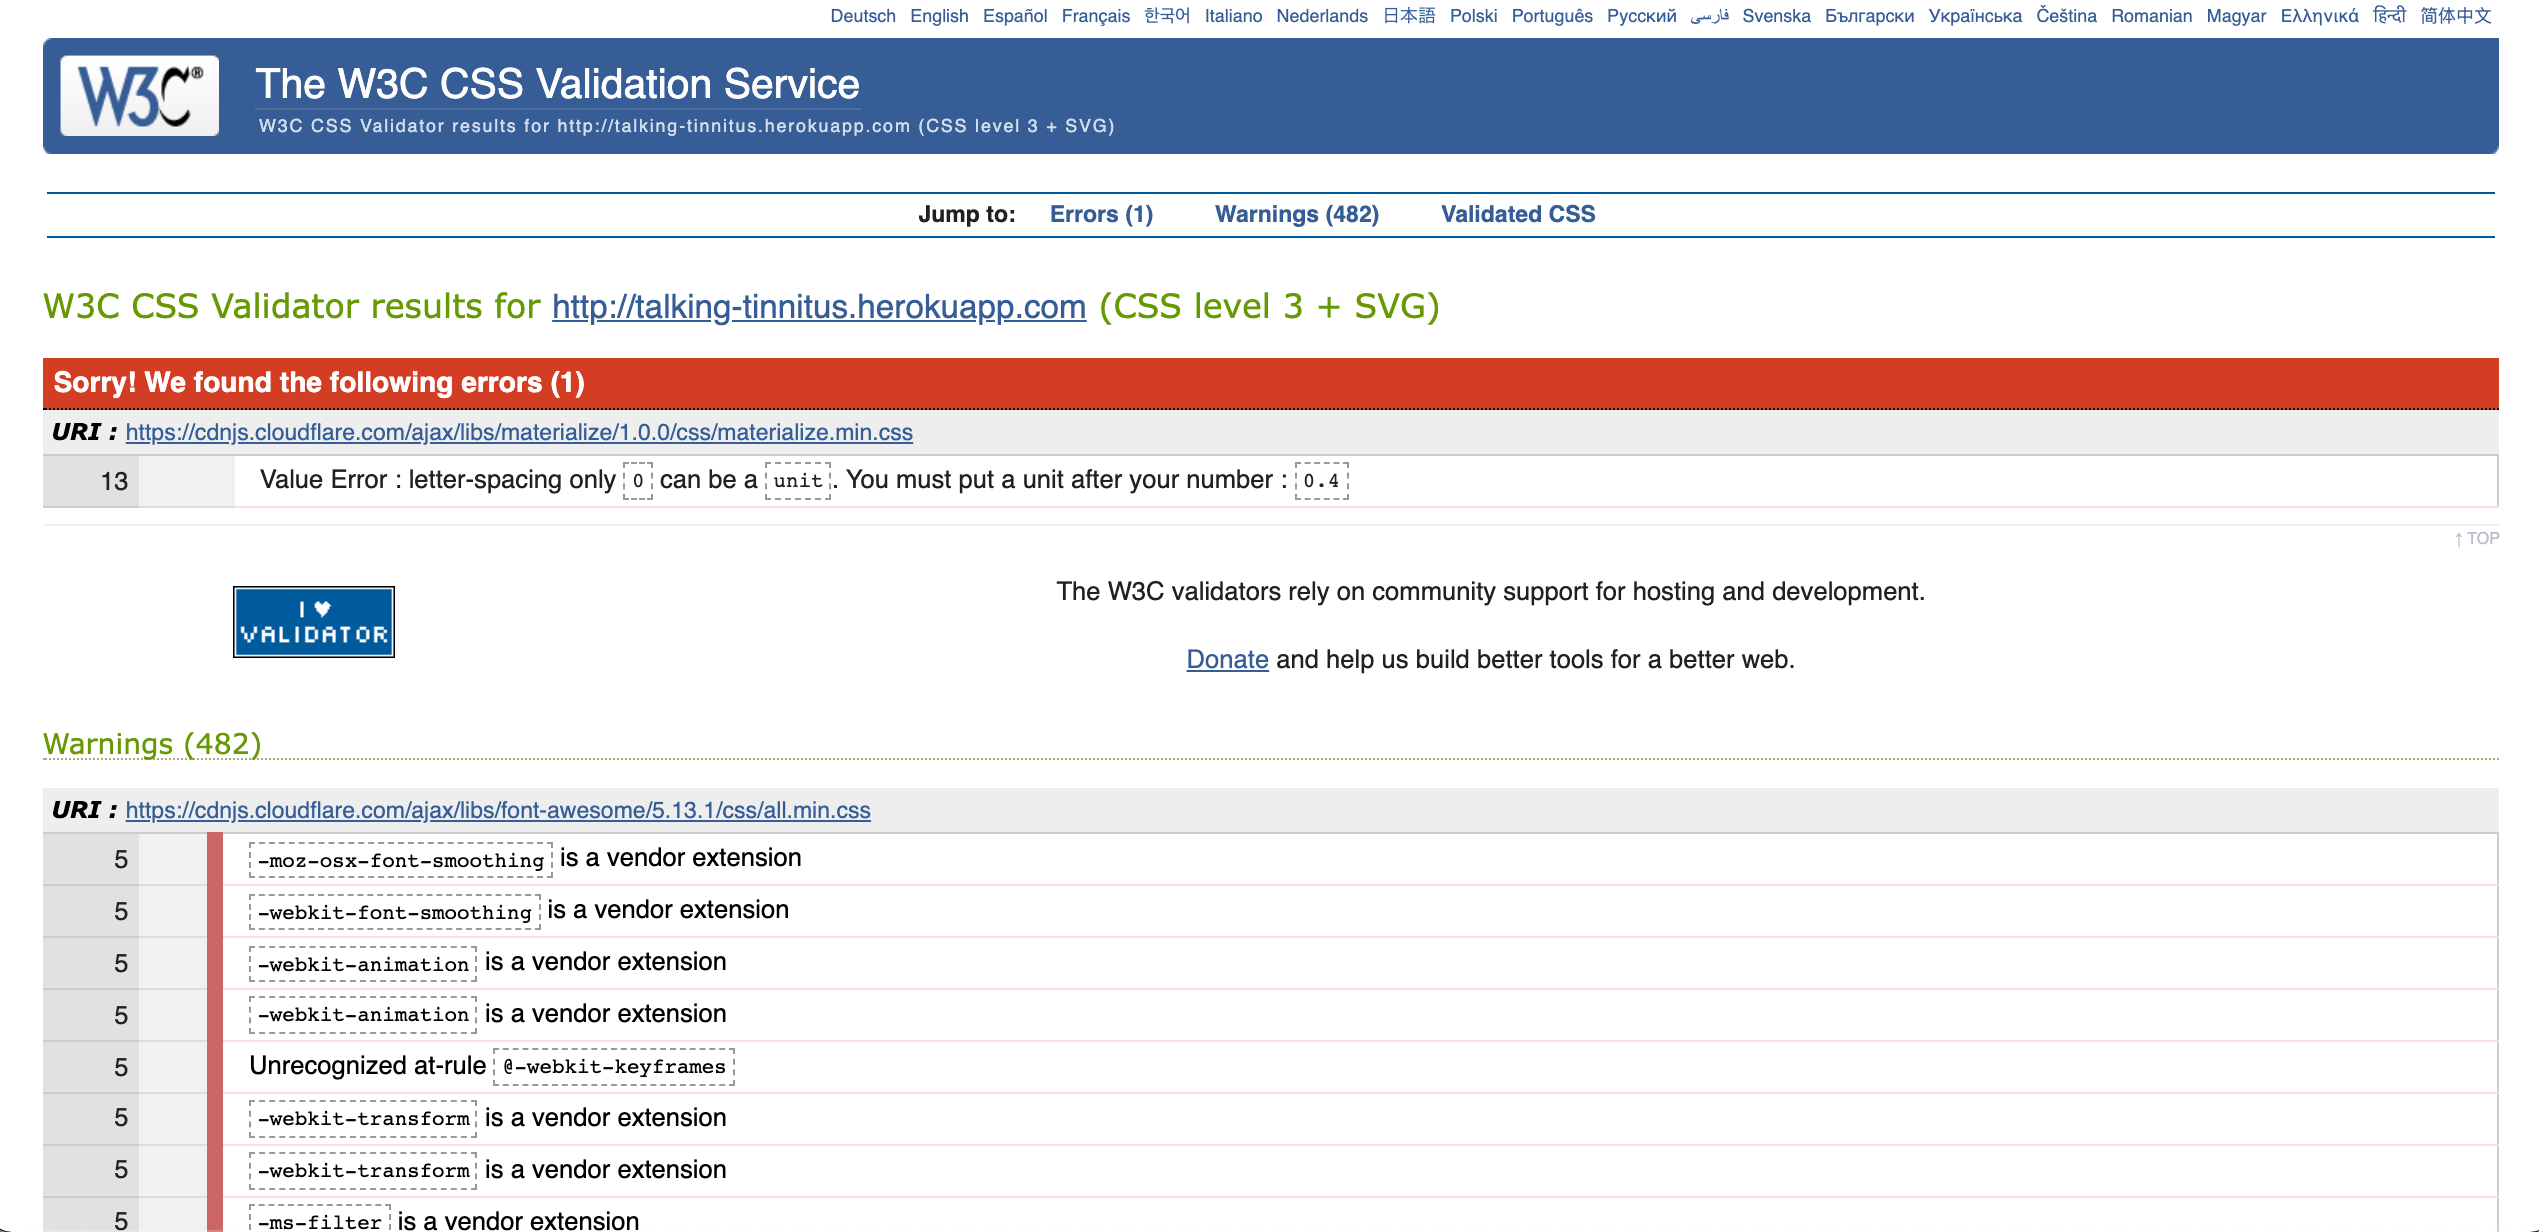 Deutsch English Español Français 한국어 Italiano Nederlands 日本語 Polski Português Русский فارسی Svenska Български Українська Čeština Romanian Magyar Ελληνικά हिन्दी 简体中文
W3C®
The W3C CSS Validation Service
W3C CSS Validator results for http://talking-tinnitus.herokuapp.com (CSS level 3 + SVG)
Jump to: Errors (1) Warnings (482) Validated CSS
W3C CSS Validator results for http://talking-tinnitus.herokuapp.com (CSS level 3 + SVG)
Sorry! We found the following errors (1)
URI : https://cdnjs.cloudflare.com/ajax/libs/materialize/1.0.0/css/materialize.min.css
13 Value Error : letter-spacing only 0 can be a unit. You must put a unit after your number : 0.4
↑ TOP
I ♥
VALIDATOR
The W3C validators rely on community support for hosting and development.
Donate and help us build better tools for a better web.
Warnings (482)
URI : https://cdnjs.cloudflare.com/ajax/libs/font-awesome/5.13.1/css/all.min.css
5 -moz-osx-font-smoothing is a vendor extension
5 -webkit-font-smoothing is a vendor extension
5 -webkit-animation is a vendor extension
5 -webkit-animation is a vendor extension
5 Unrecognized at-rule @-webkit-keyframes
5 -webkit-transform is a vendor extension
5 -webkit-transform is a vendor extension
5 -ms-filter is a vendor extension